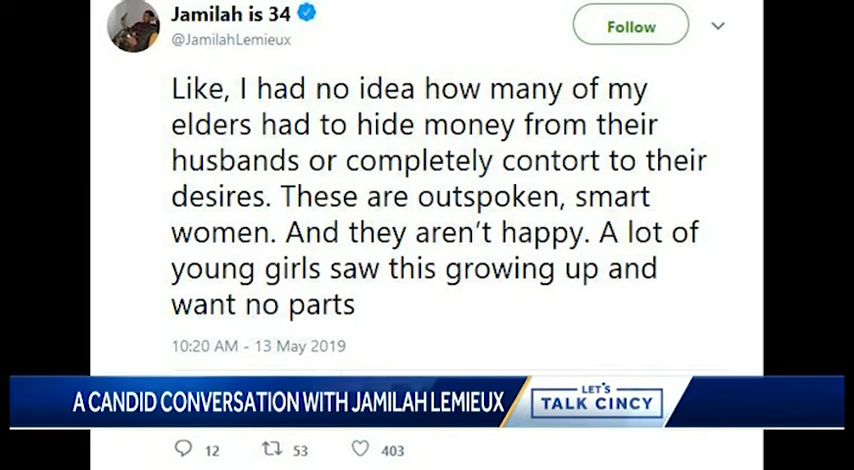 Jamilah is 34
Follow
@JamilahLemieux
Like, I had no idea how many of my
elders had to hide money from their
husbands or completely contort to their
desires. These are outspoken, smart
women. And they aren't happy. A lot of
young girls saw this growing up and
want no parts
10:20 AM - 13 May 2019
A CANDID CONVERSATION WITH JAMILAH LEMIEUX
LET'S
TALK CINCY
12 53 403